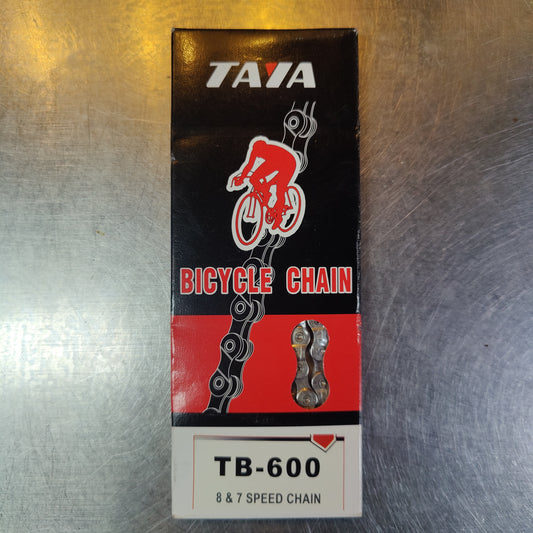 TAYA
BICYCLE CHAIN
TB-600
8 & 7 SPEED CHAIN